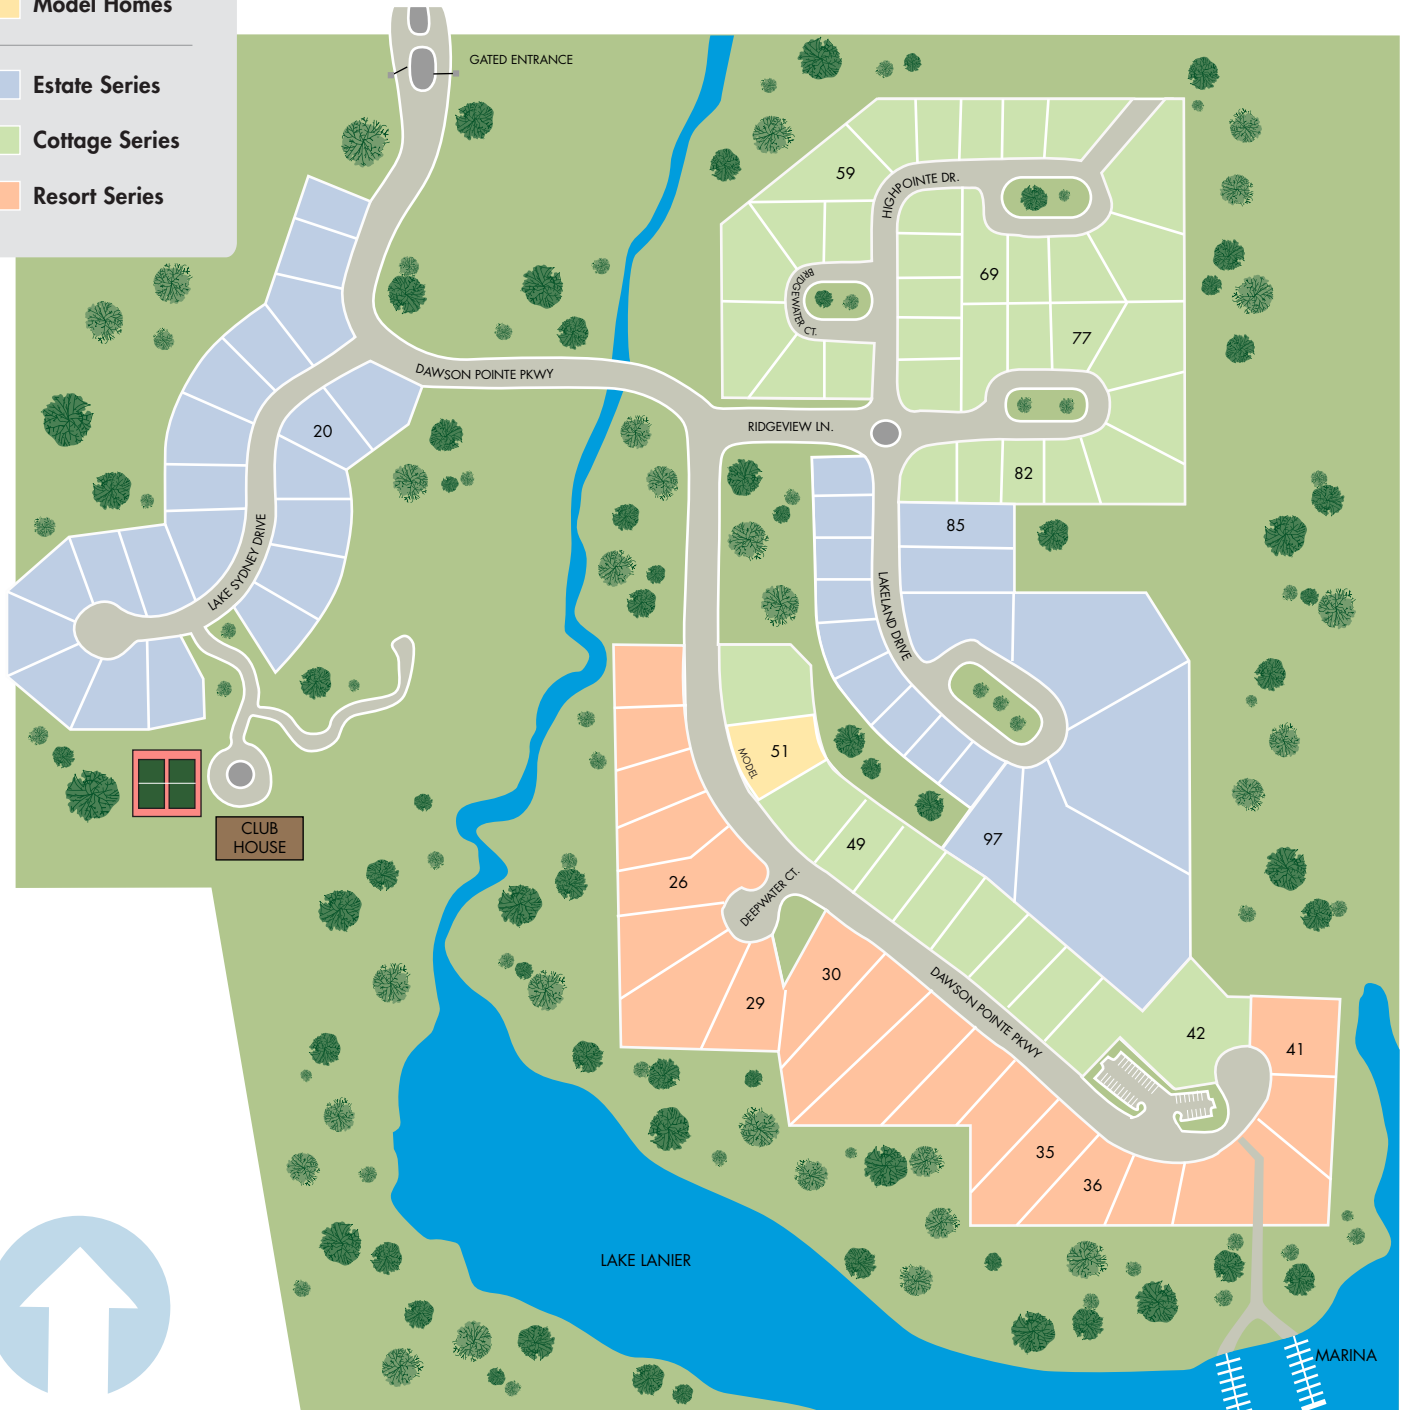 Model Homes
Estate Series
Cottage Series
Resort Series
GATED ENTRANCE
59
HIGHPOINTE DR.
69
BRIDGEWATER CT.
77
DAWSON POINTE PKWY
20
RIDGEVIEW LN.
82
85
LAKE SYDNEY DRIVE
LAKELAND DRIVE
51
MODEL
CLUB
HOUSE
49
97
26
DEEPWATER CT.
30
29
DAWSON POINTE PKWY
42
41
35
36
LAKE LANIER
MARINA